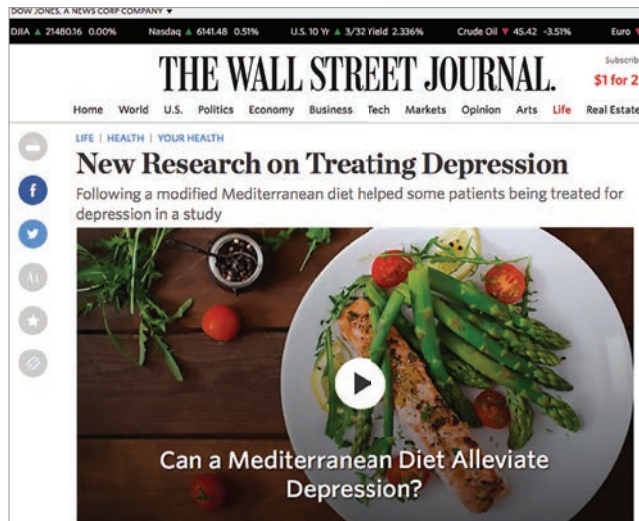 DOW JONES, A NEWS CORP COMPANY ▼
DJIA ▲ 21480.16 0.00% Nasdaq ▲ 6141.48 0.51% U.S. 10 Yr ▲ 3/32 Yield 2.336% Crude Oil ▼ 45.42 -3.51% Euro ▼
THE WALL STREET JOURNAL.
Subscrib
$1 for 2
Home World U.S. Politics Economy Business Tech Markets Opinion Arts Life Real Estate
LIFE | HEALTH | YOUR HEALTH
New Research on Treating Depression
Following a modified Mediterranean diet helped some patients being treated for
depression in a study
f
AA
Can a Mediterranean Diet Alleviate
Depression?